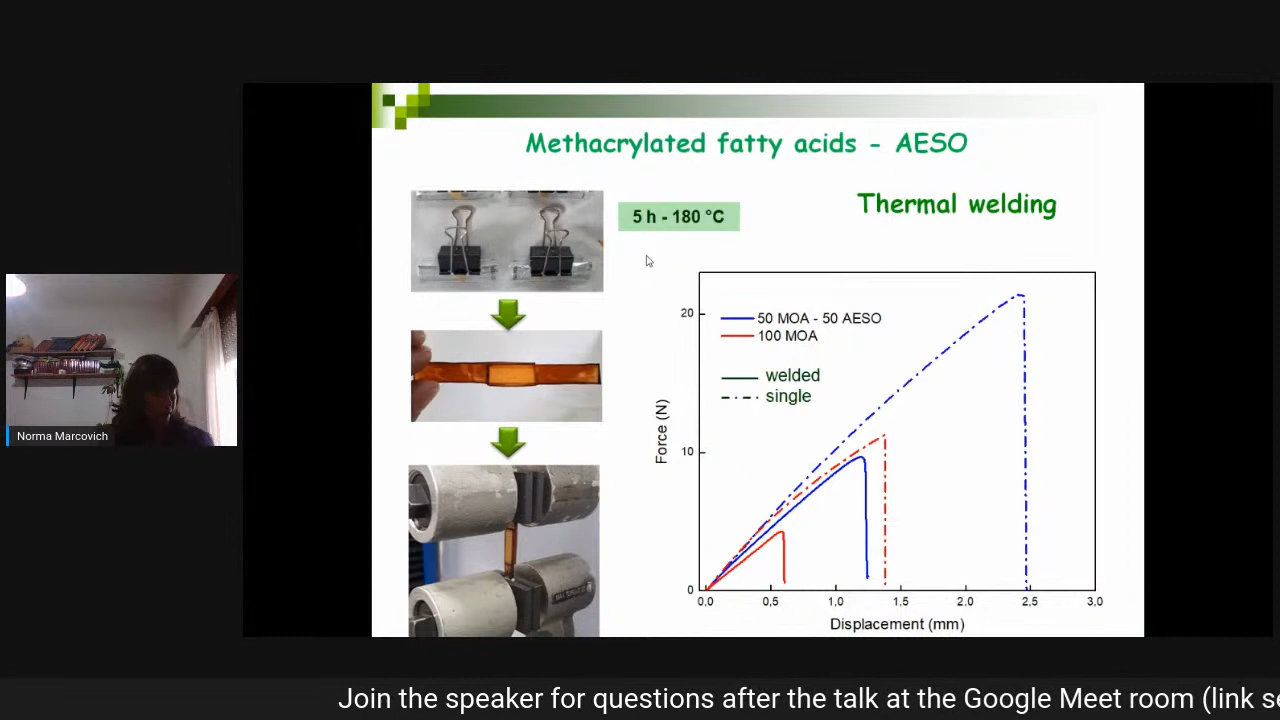 Methacrylated fatty acids - AESO
5 h - 180 °C
Thermal welding
50 MOA - 50 AESO
100 MOA
welded
single
Force (N)
20
10
0
0,0 0,5 1,0 1,5 2,0 2,5 3,0
Displacement (mm)
Norma Marcovich
Join the speaker for questions after the talk at the Google Meet room (link s